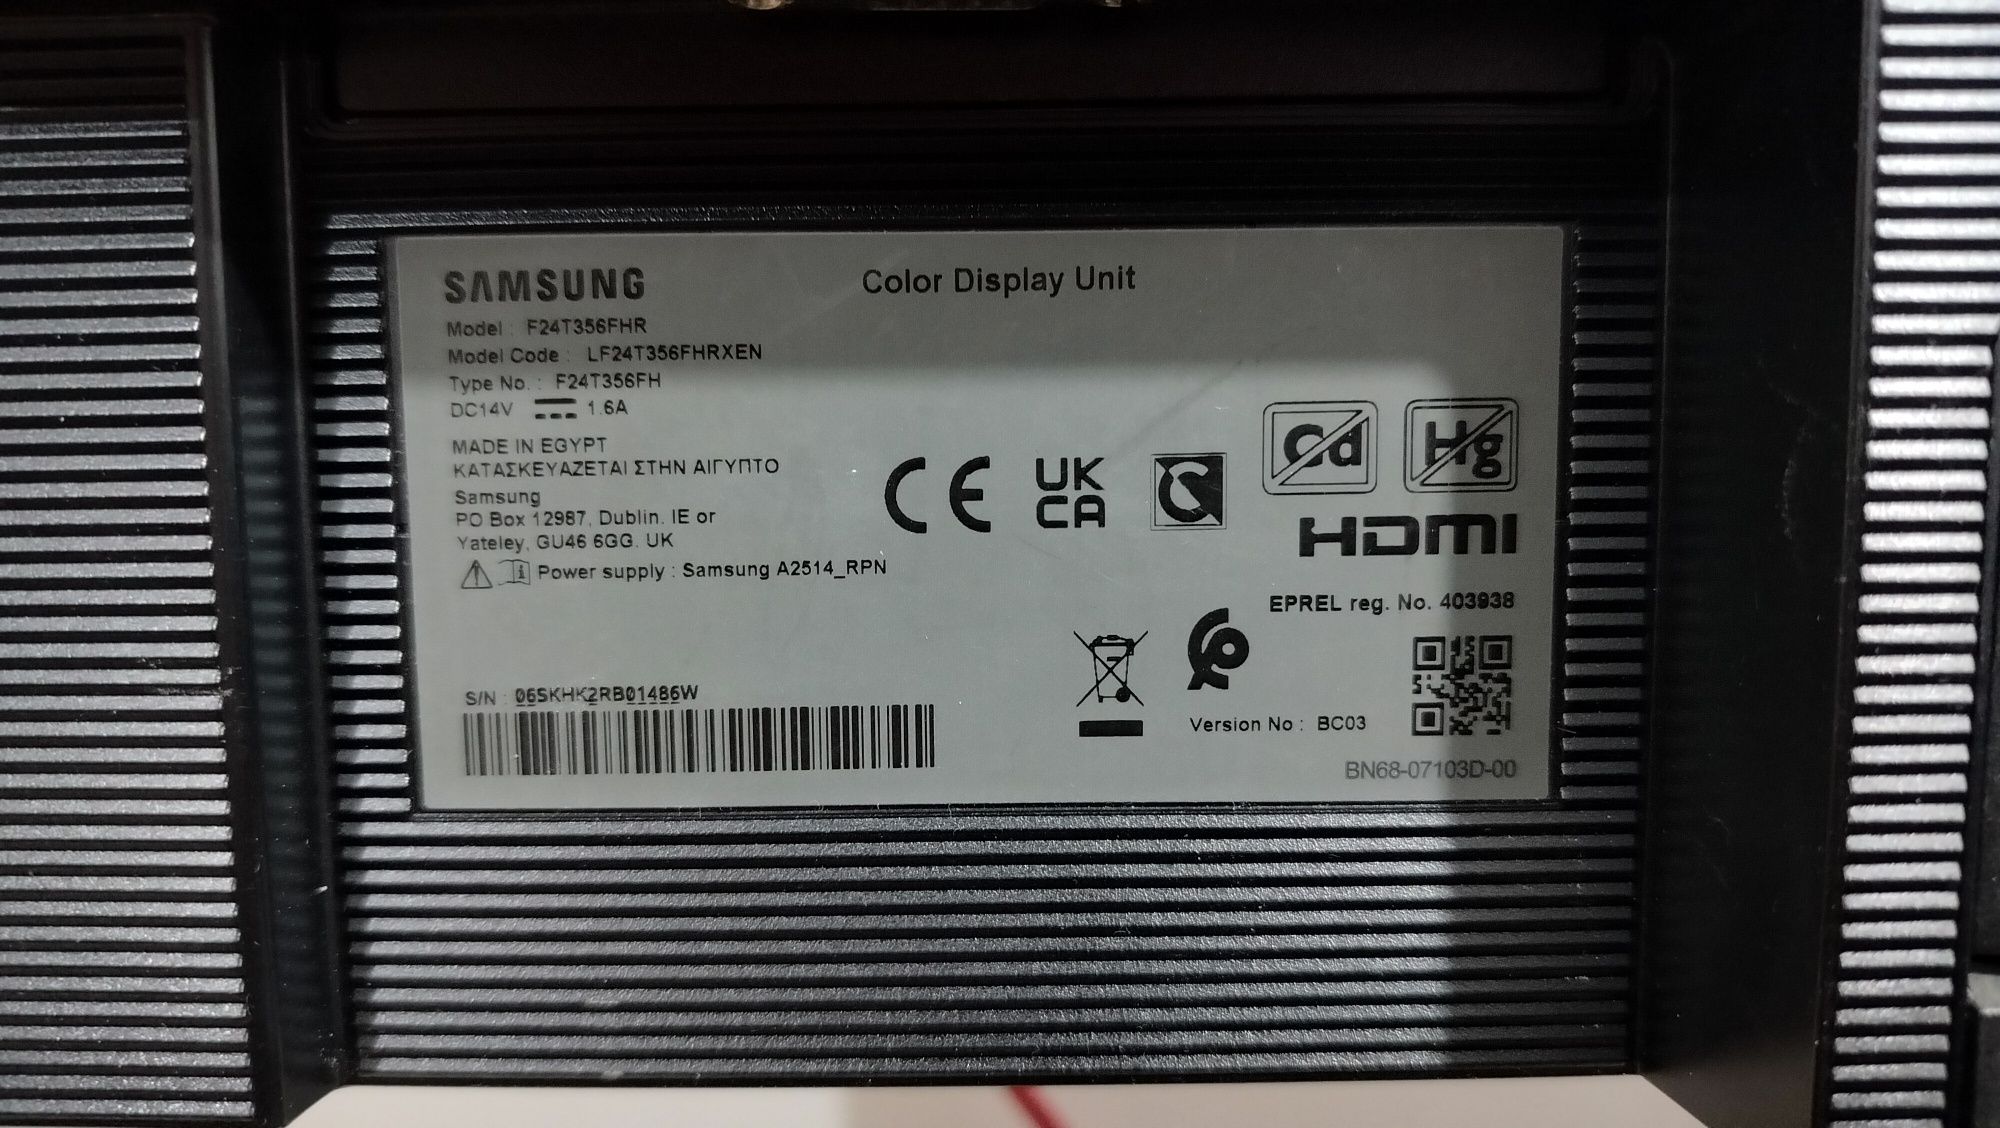 SAMSUNG
Color Display Unit
Model : F24T356FHR
Model Code : LF24T356FHRXEN
Type No. : F24T356FH
DC14V 1.6A
MADE IN EGYPT
ΚΑΤΑΣΚΕΥΑΖΕΤΑΙ ΣΤΗΝ ΑΙΓΥΠΤΟ
Samsung
PO Box 12987, Dublin. IE or
Yateley, GU46 6GG. UK
Power supply : Samsung A2514_RPN
CE
UK
CA
Cd
Hg
HDMI
EPREL reg. No. 403938
S/N : 06SKHK2RB01486W
Version No : BC03
BN68-07103D-00